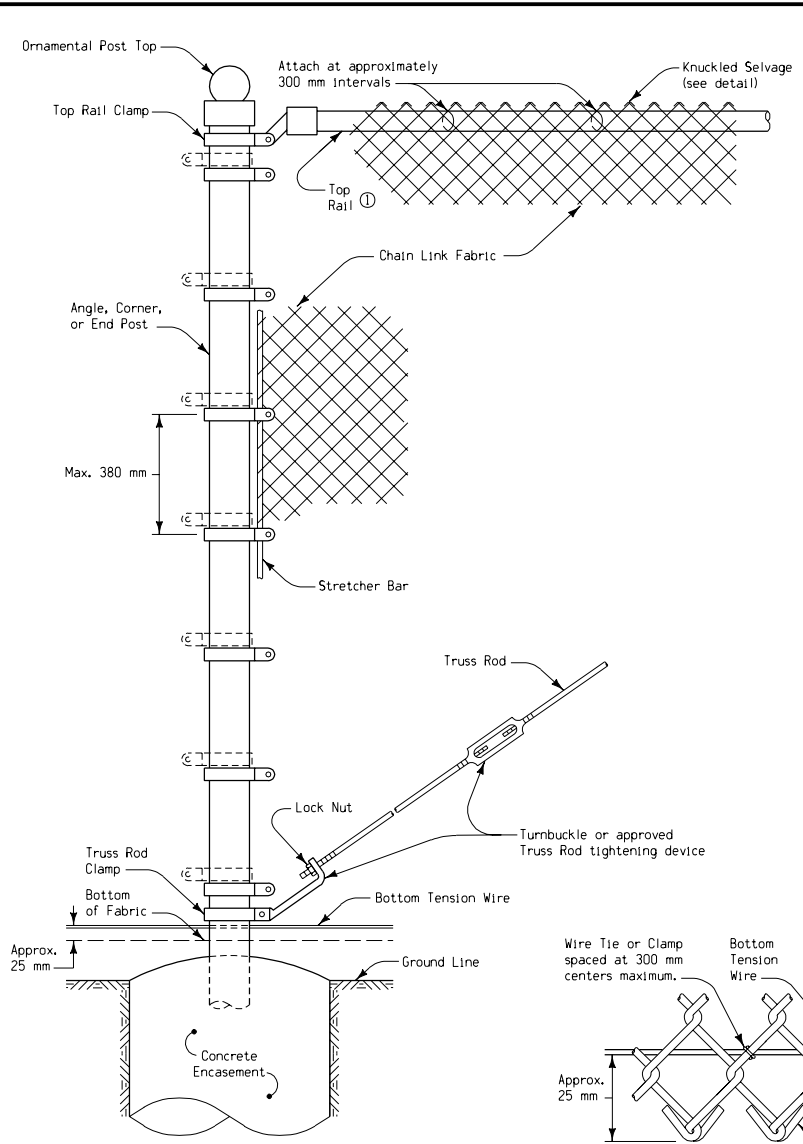 Ornamental Post Top
Attach at approximately
300 mm intervals
Knuckled Selvage
(see detail)
Top Rail Clamp
Top
Rail ①
Chain Link Fabric
Angle, Corner,
or End Post
Max. 380 mm
Stretcher Bar
Truss Rod
Lock Nut
Turnbuckle or approved
Truss Rod tightening device
Truss Rod
Clamp
Bottom
of Fabric
Bottom Tension Wire
Approx.
25 mm
Ground Line
Wire Tie or Clamp
spaced at 300 mm
centers maximum.
Bottom
Tension
Wire
Concrete
Encasement
Approx.
25 mm